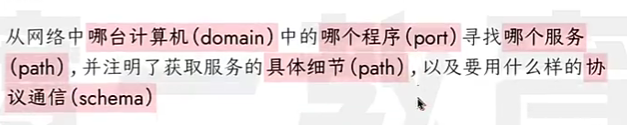 从网络中哪台计算机(domain)中的哪个程序(port)寻找哪个服务
(path),并注明了获取服务的具体细节(path),以及要用什么样的协
议通信(schema)